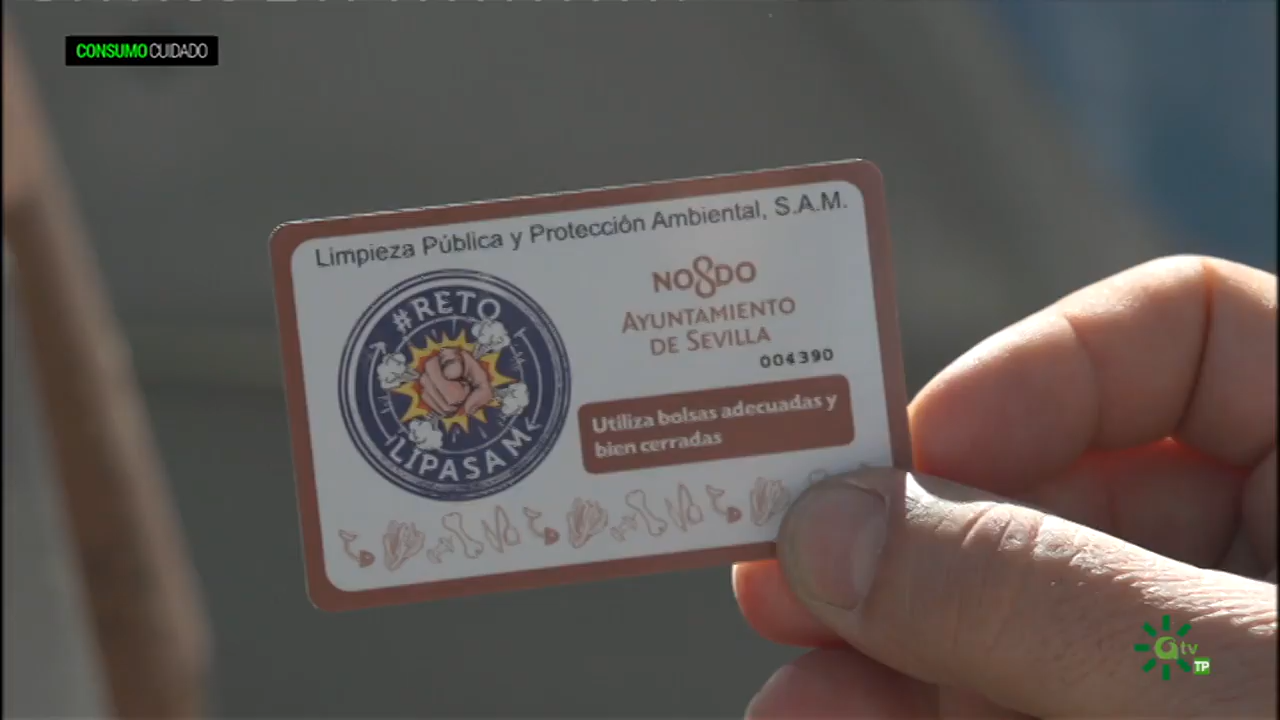 CONSUMO CUIDADO
Limpieza Pública y Protección Ambiental, S.A.M.
#RETO
LIPASAM
NO8DO
AYUNTAMIENTO
DE SEVILLA
004390
Utiliza bolsas adecuadas y
bien cerradas
a tv
TP